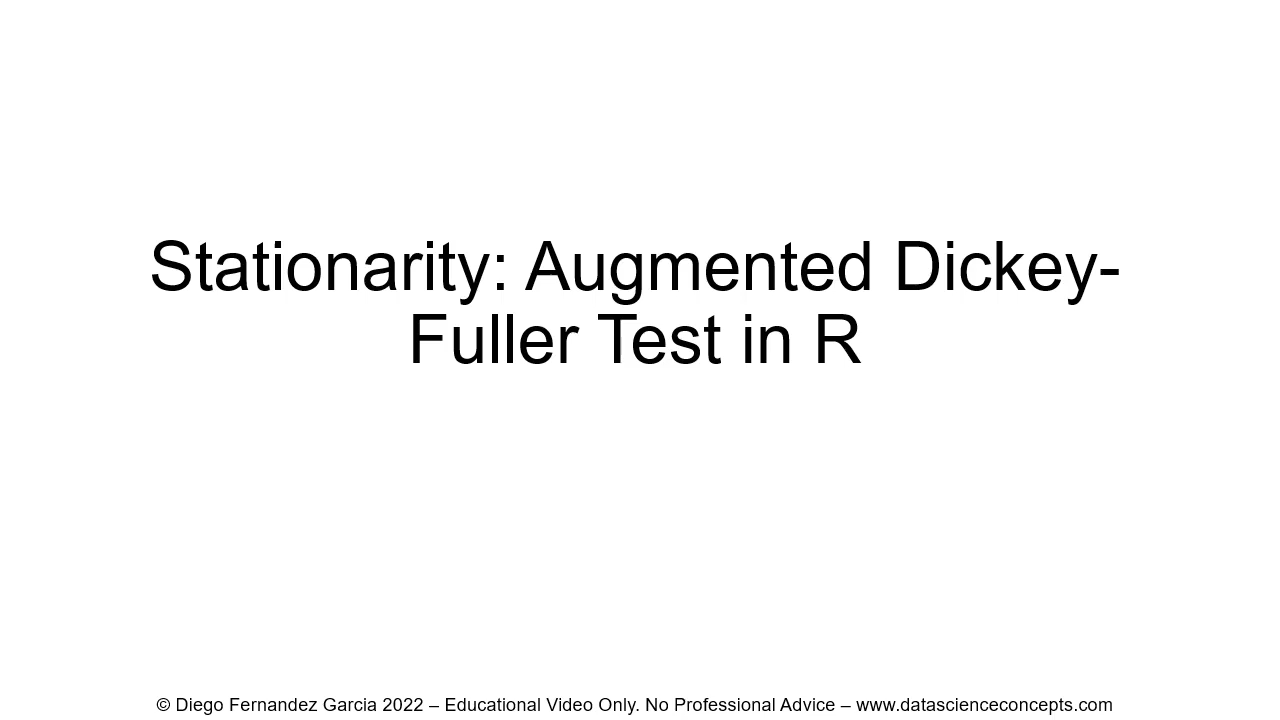 Stationarity: Augmented Dickey-
Fuller Test in R
© Diego Fernandez Garcia 2022 – Educational Video Only. No Professional Advice – www.datascienceconcepts.com